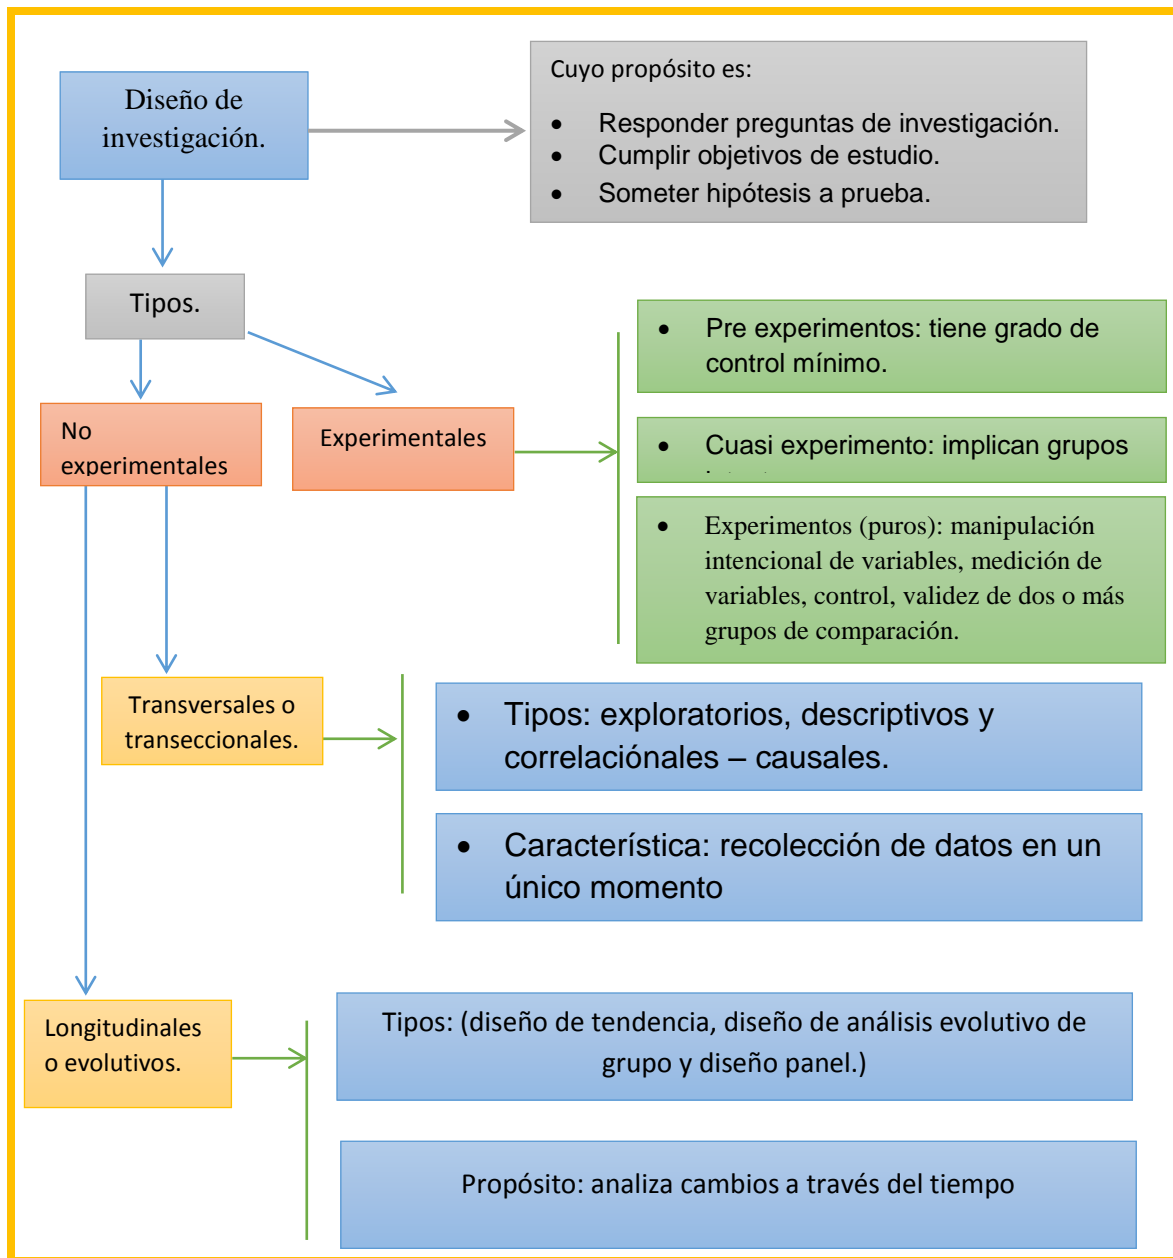 Diseño de
investigación.
Cuyo propósito es:
• Responder preguntas de investigación.
• Cumplir objetivos de estudio.
• Someter hipótesis a prueba.
Tipos.
No
experimentales
Experimentales
• Pre experimentos: tiene grado de
control mínimo.
• Cuasi experimento: implican grupos
• Experimentos (puros): manipulación
intencional de variables, medición de
variables, control, validez de dos o más
grupos de comparación.
Transversales o
transeccionales.
• Tipos: exploratorios, descriptivos y
correlaciónales – causales.
• Característica: recolección de datos en un
único momento
Longitudinales
o evolutivos.
Tipos: (diseño de tendencia, diseño de análisis evolutivo de
grupo y diseño panel.)
Propósito: analiza cambios a través del tiempo